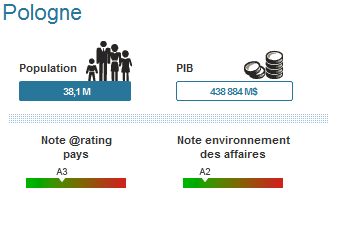 Pologne
Population PIB
38,1 M 438 884 M$
Note @rating Note environnement
pays des affaires
A3 A2